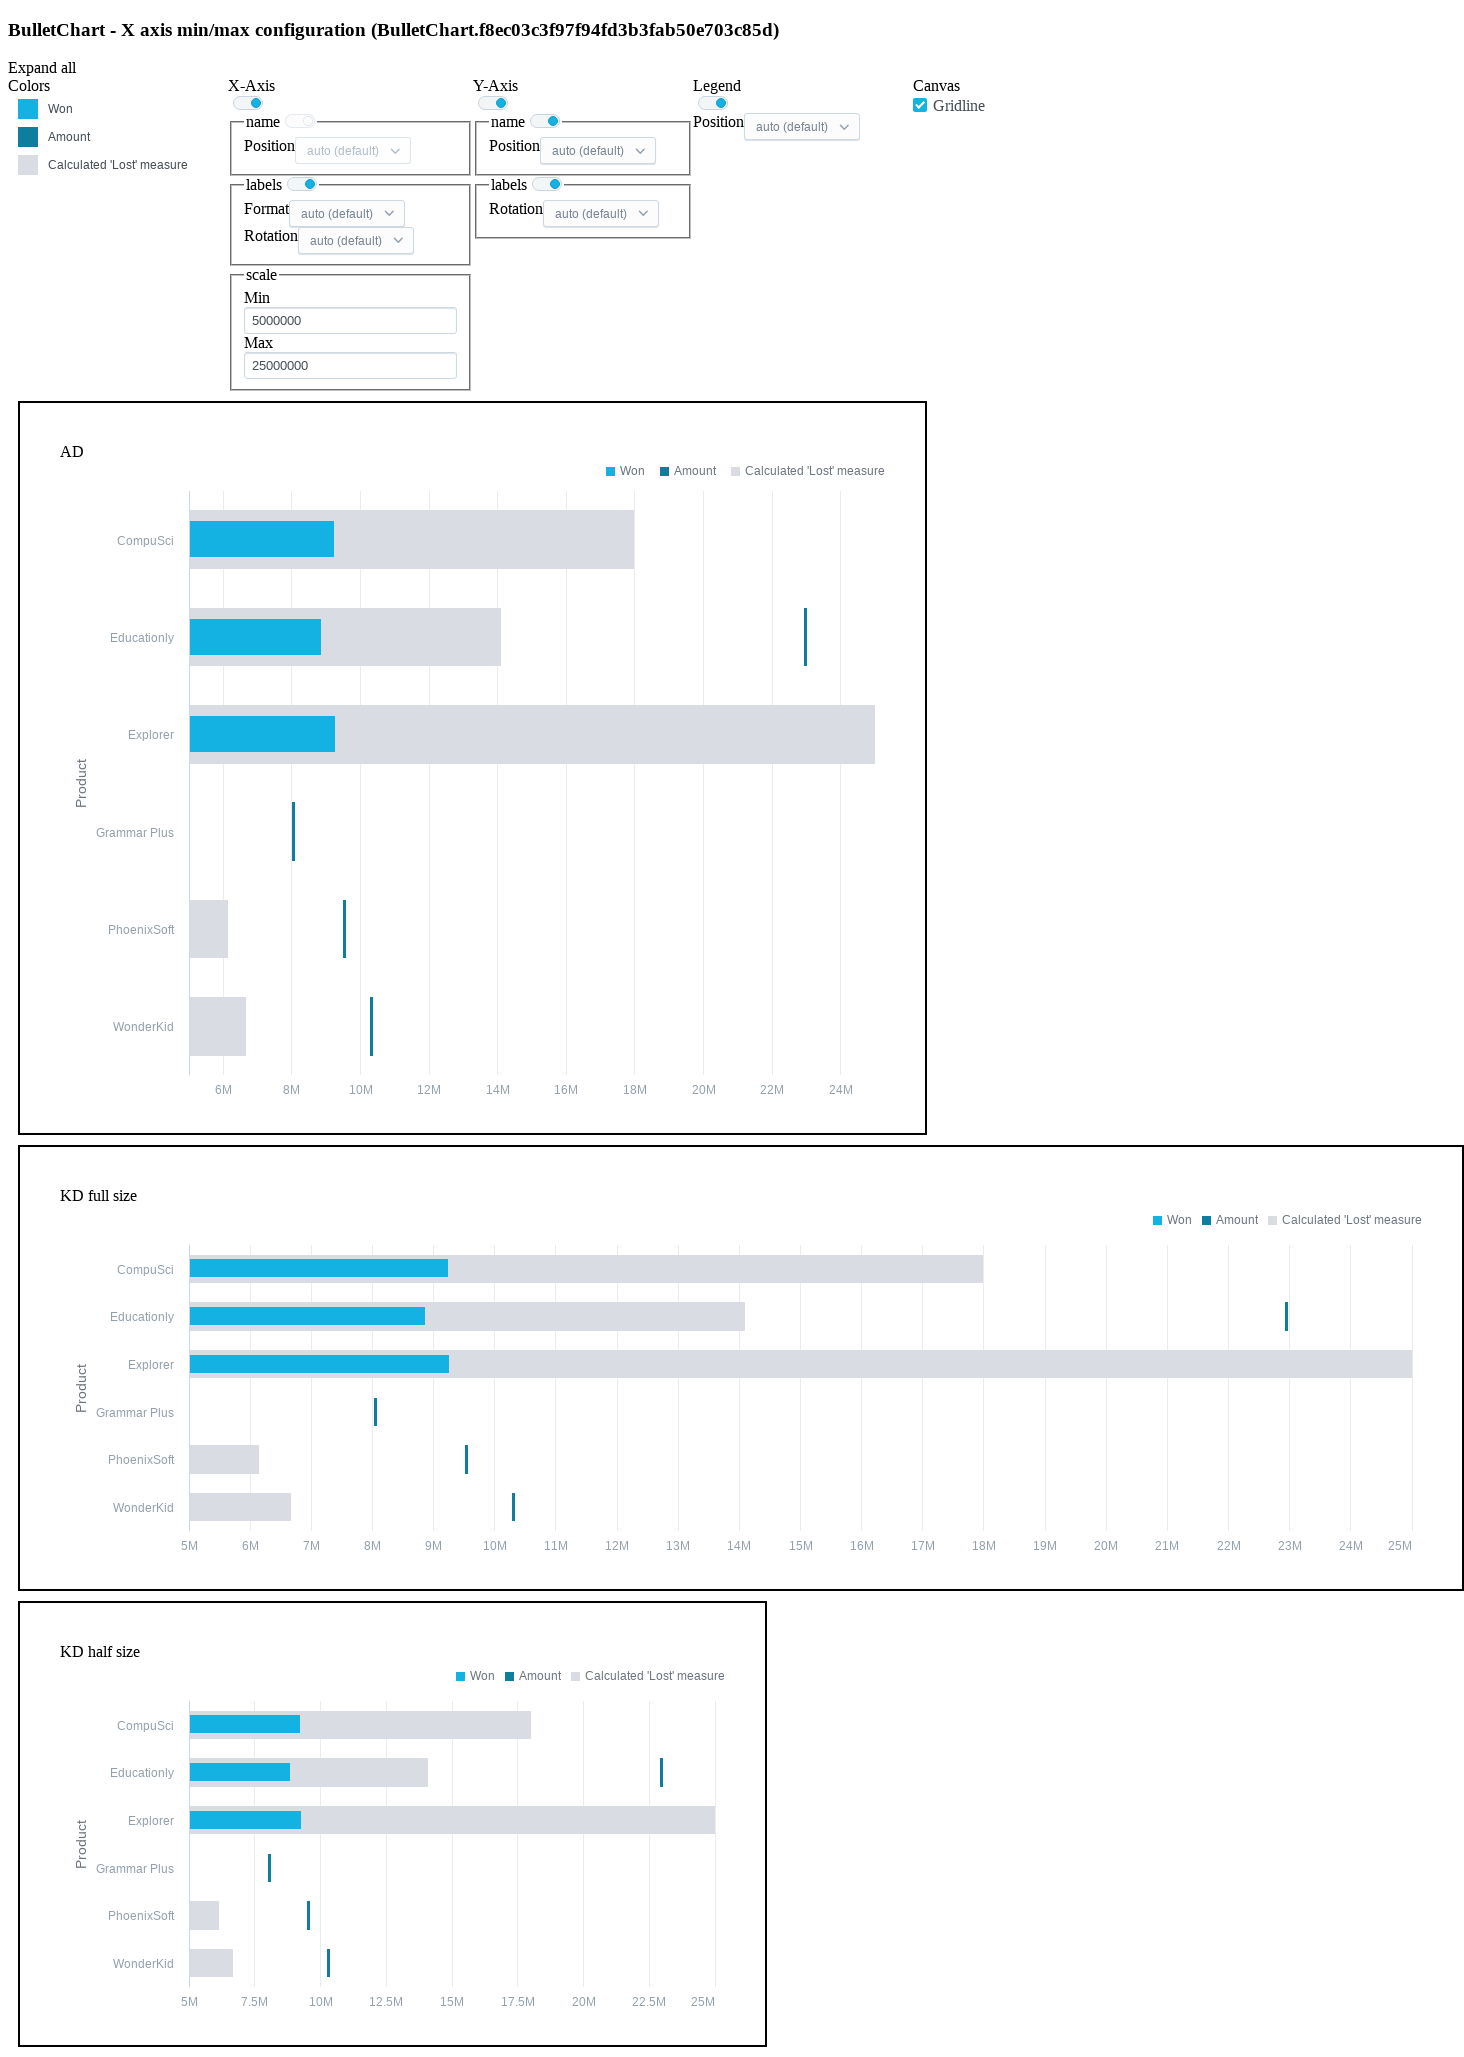 BulletChart - X axis min/max configuration (BulletChart.f8ec03c3f97f94fd3b3fab50e703c85d)
Expand all
Colors
Won
Amount
Calculated 'Lost' measure
X-Axis
name
Position auto (default)
labels
Format auto (default)
Rotation auto (default)
scale
Min
5000000
Max
25000000
Y-Axis
name
Position auto (default)
labels
Rotation auto (default)
Legend
Position auto (default)
Canvas
Gridline
AD
Won Amount Calculated 'Lost' measure
Product
CompuSci
Educationly
Explorer
Grammar Plus
PhoenixSoft
WonderKid
6M 8M 10M 12M 14M 16M 18M 20M 22M 24M
KD full size
Won Amount Calculated 'Lost' measure
Product
CompuSci
Educationly
Explorer
Grammar Plus
PhoenixSoft
WonderKid
5M 6M 7M 8M 9M 10M 11M 12M 13M 14M 15M 16M 17M 18M 19M 20M 21M 22M 23M 24M 25M
KD half size
Won Amount Calculated 'Lost' measure
Product
CompuSci
Educationly
Explorer
Grammar Plus
PhoenixSoft
WonderKid
5M 7.5M 10M 12.5M 15M 17.5M 20M 22.5M 25M